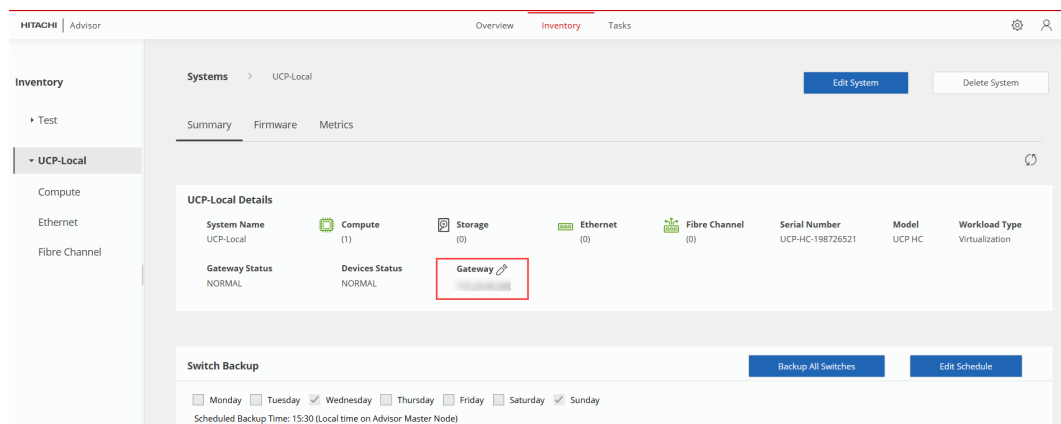 HITACHI Advisor Overview Inventory Tasks
Inventory
Systems > UCP-Local Edit System Delete System
Test
Summary Firmware Metrics
UCP-Local
Compute
Ethernet
Fibre Channel
UCP-Local Details
System Name Compute Storage Ethernet Fibre Channel Serial Number Model Workload Type
UCP-Local (1) (0) (0) (0) UCP-HC-198726521 UCP HC Virtualization
Gateway Status Devices Status Gateway
NORMAL NORMAL
Switch Backup Backup All Switches Edit Schedule
Monday Tuesday Wednesday Thursday Friday Saturday Sunday
Scheduled Backup Time: 15:30 (Local time on Advisor Master Node)